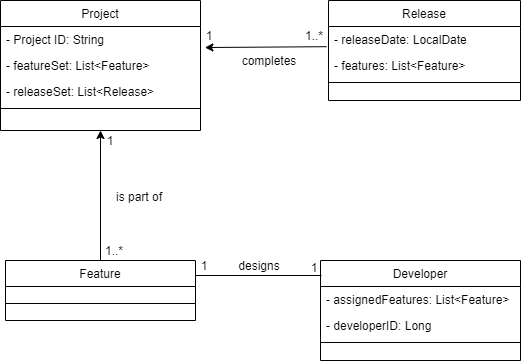 Project
- Project ID: String
- featureSet: List<Feature>
- releaseSet: List<Release>
Release
- releaseDate: LocalDate
- features: List<Feature>
1
1..*
completes
1
is part of
1..*
Feature
1
designs
1
Developer
- assignedFeatures: List<Feature>
- developerID: Long